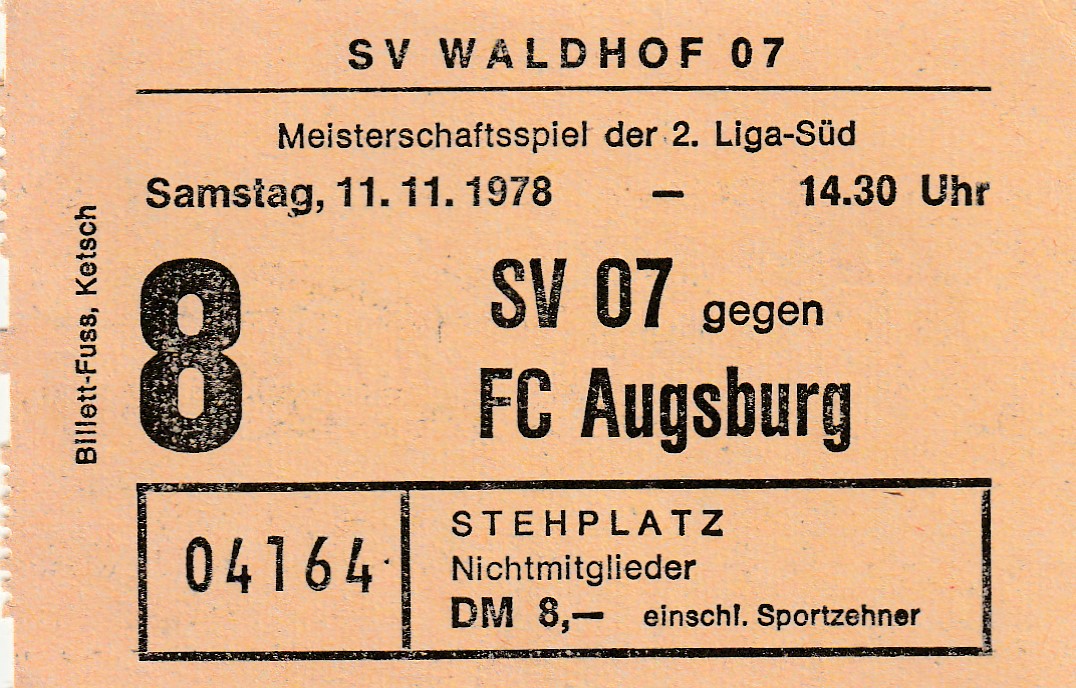 SV WALDHOF 07
Meisterschaftsspiel der 2. Liga-Süd
Samstag, 11. 11. 1978 — 14.30 Uhr
Billett-Fuss, Ketsch
8
SV 07 gegen
FC Augsburg
04164
STEHPLATZ
Nichtmitglieder
DM 8,— einschl. Sportzehner